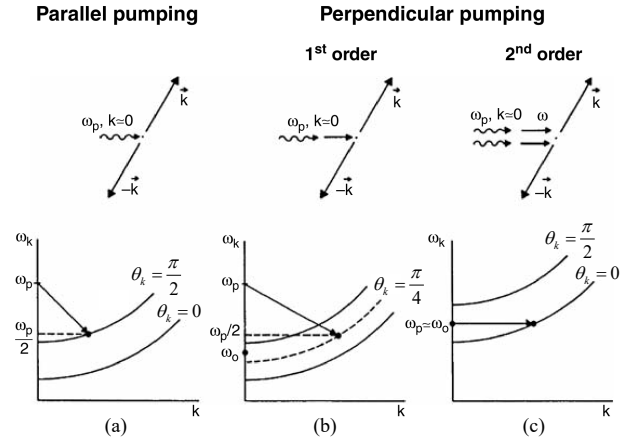 Parallel pumping
Perpendicular pumping
1st order
2nd order
k⃗
ωp, k≃0
−k⃗
k⃗
ωp, k≃0
−k⃗
k⃗
ωp, k≃0 ω
−k⃗
ωk
ωp
ωp/2
θk = π/2
θk = 0
k
(a)
ωk
ωp
ωp/2
ωo
θk = π/4
k
(b)
ωk
ωp≃ωo
θk = π/2
θk = 0
k
(c)